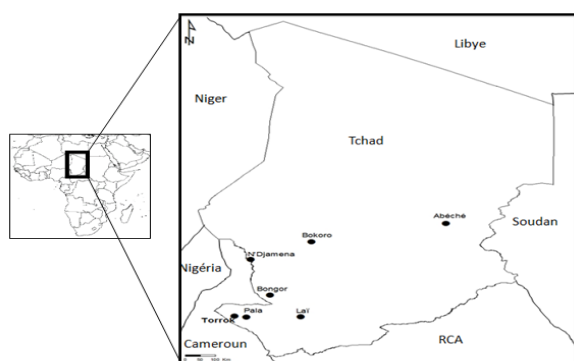 N
Libye
Niger
Tchad
Abéché
Soudan
Bokoro
N'Djamena
Nigéria
Bongor
Torrok
Pala
Laï
Cameroun
RCA